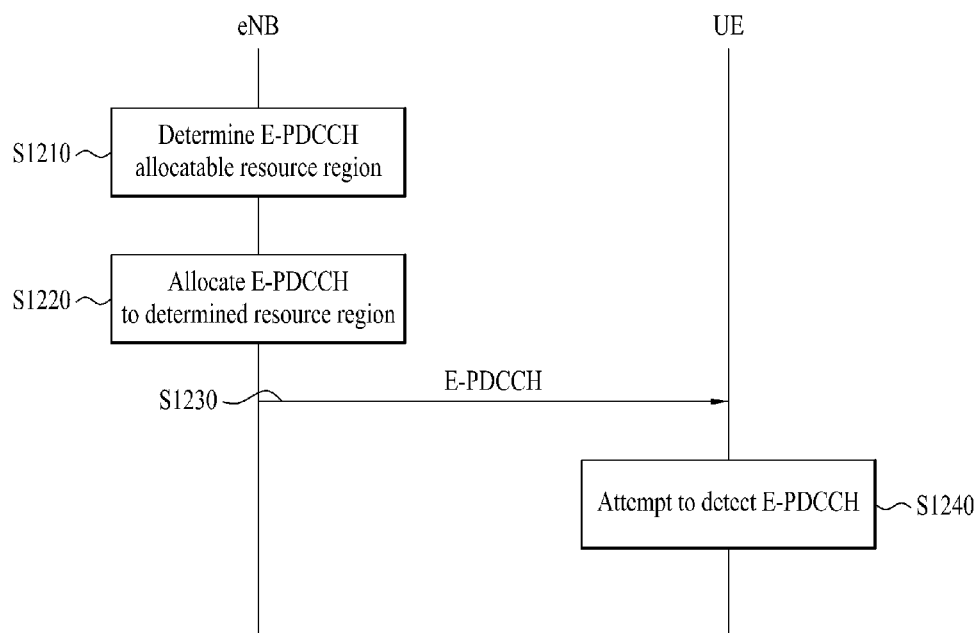 eNB
UE
S1210
Determine E-PDCCH
allocatable resource region
S1220
Allocate E-PDCCH
to determined resource region
S1230
E-PDCCH
Attempt to detect E-PDCCH
S1240